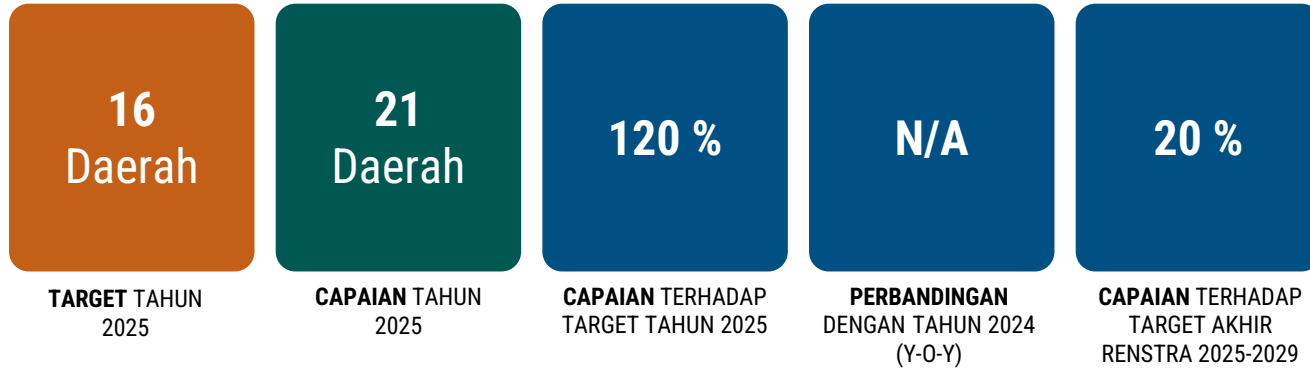 16
Daerah
TARGET TAHUN
2025
21
Daerah
CAPAIAN TAHUN
2025
120 %
CAPAIAN TERHADAP
TARGET TAHUN 2025
N/A
PERBANDINGAN
DENGAN TAHUN 2024
(Y-O-Y)
20 %
CAPAIAN TERHADAP
TARGET AKHIR
RENSTRA 2025-2029